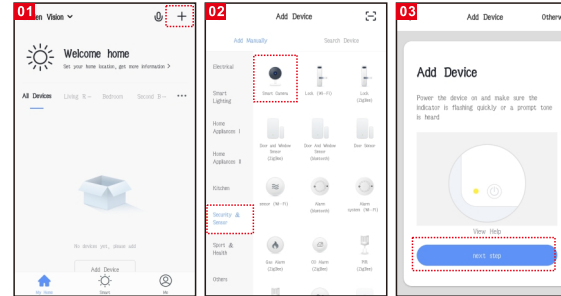 01
en Vision
Welcome home
Set your home location, get more information >
All Devices
Living R…
Bedroom
Second B…
No devices yet, please add
Add Device
My Home
Smart
Me
02
Add Device
Add Manually
Search Device
Electrical
Smart Lighting
Home Appliances I
Home Appliances II
Kitchen
Security & Sensor
Sport & Health
Others
Smart Camera
Lock (Wi-Fi)
Lock
(ZigBee)
Door and Window
Sensor
(ZigBee)
Door And Window
Sensor
(bluetooth)
Door Sensor
Sensor (Wi-Fi)
Alarm
(bluetooth)
Alarm
system (Wi-Fi)
Gas Alarm
(ZigBee)
CO Alarm
(ZigBee)
PIR
(ZigBee)
03
Add Device
Otherw
Add Device
Power the device on and make sure the
indicator is flashing quickly or a prompt tone
is heard
View Help
next step